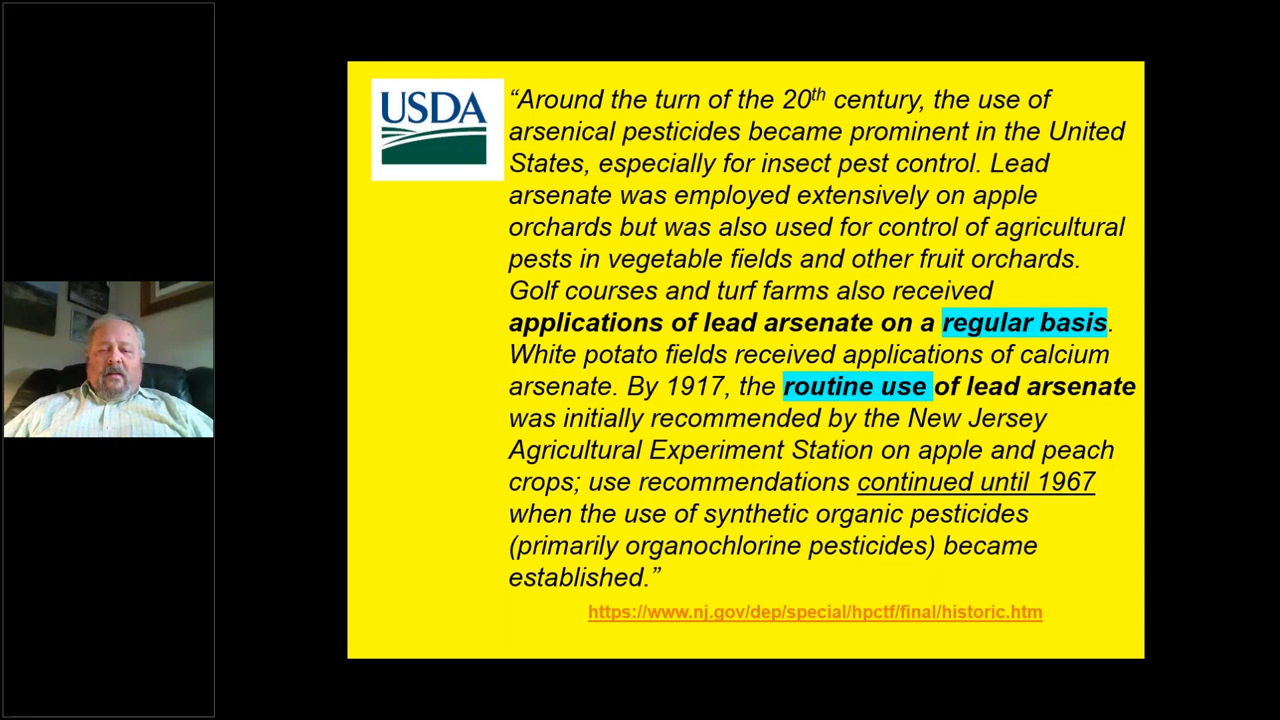 USDA
“Around the turn of the 20th century, the use of
arsenical pesticides became prominent in the United
States, especially for insect pest control. Lead
arsenate was employed extensively on apple
orchards but was also used for control of agricultural
pests in vegetable fields and other fruit orchards.
Golf courses and turf farms also received
applications of lead arsenate on a regular basis.
White potato fields received applications of calcium
arsenate. By 1917, the routine use of lead arsenate
was initially recommended by the New Jersey
Agricultural Experiment Station on apple and peach
crops; use recommendations continued until 1967
when the use of synthetic organic pesticides
(primarily organochlorine pesticides) became
established.”
https://www.nj.gov/dep/special/hpctf/final/historic.htm